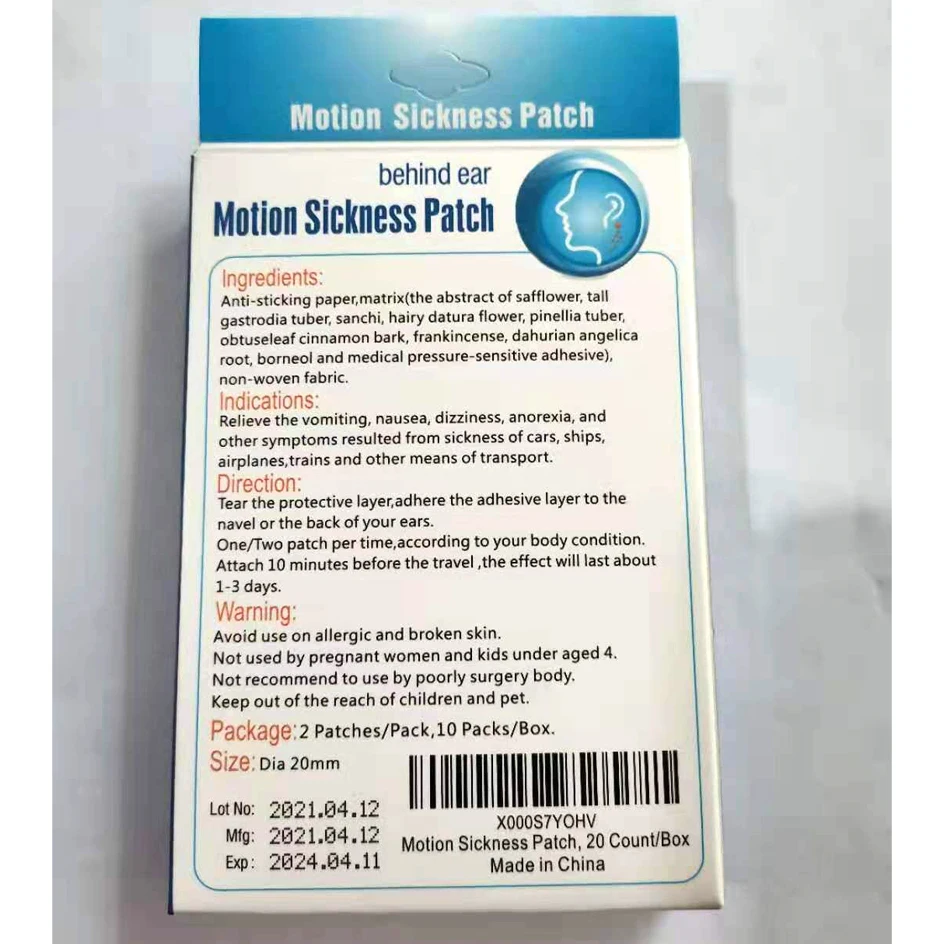 Motion Sickness Patch
behind ear
Motion Sickness Patch
Ingredients:
Anti-sticking paper,matrix(the abstract of safflower, tall
gastrodia tuber, sanchi, hairy datura flower, pinellia tuber,
obtuseleaf cinnamon bark, frankincense, dahurian angelica
root, borneol and medical pressure-sensitive adhesive),
non-woven fabric.
Indications:
Relieve the vomiting, nausea, dizziness, anorexia, and
other symptoms resulted from sickness of cars, ships,
airplanes,trains and other means of transport.
Direction:
Tear the protective layer,adhere the adhesive layer to the
navel or the back of your ears.
One/Two patch per time,according to your body condition.
Attach 10 minutes before the travel ,the effect will last about
1-3 days.
Warning:
Avoid use on allergic and broken skin.
Not used by pregnant women and kids under aged 4.
Not recommend to use by poorly surgery body.
Keep out of the reach of children and pet.
Package: 2 Patches/Pack,10 Packs/Box.
Size: Dia 20mm
Lot No: 2021.04.12
Mfg: 2021.04.12
Exp: 2024.04.11
X000S7YOHV
Motion Sickness Patch, 20 Count/Box
Made in China